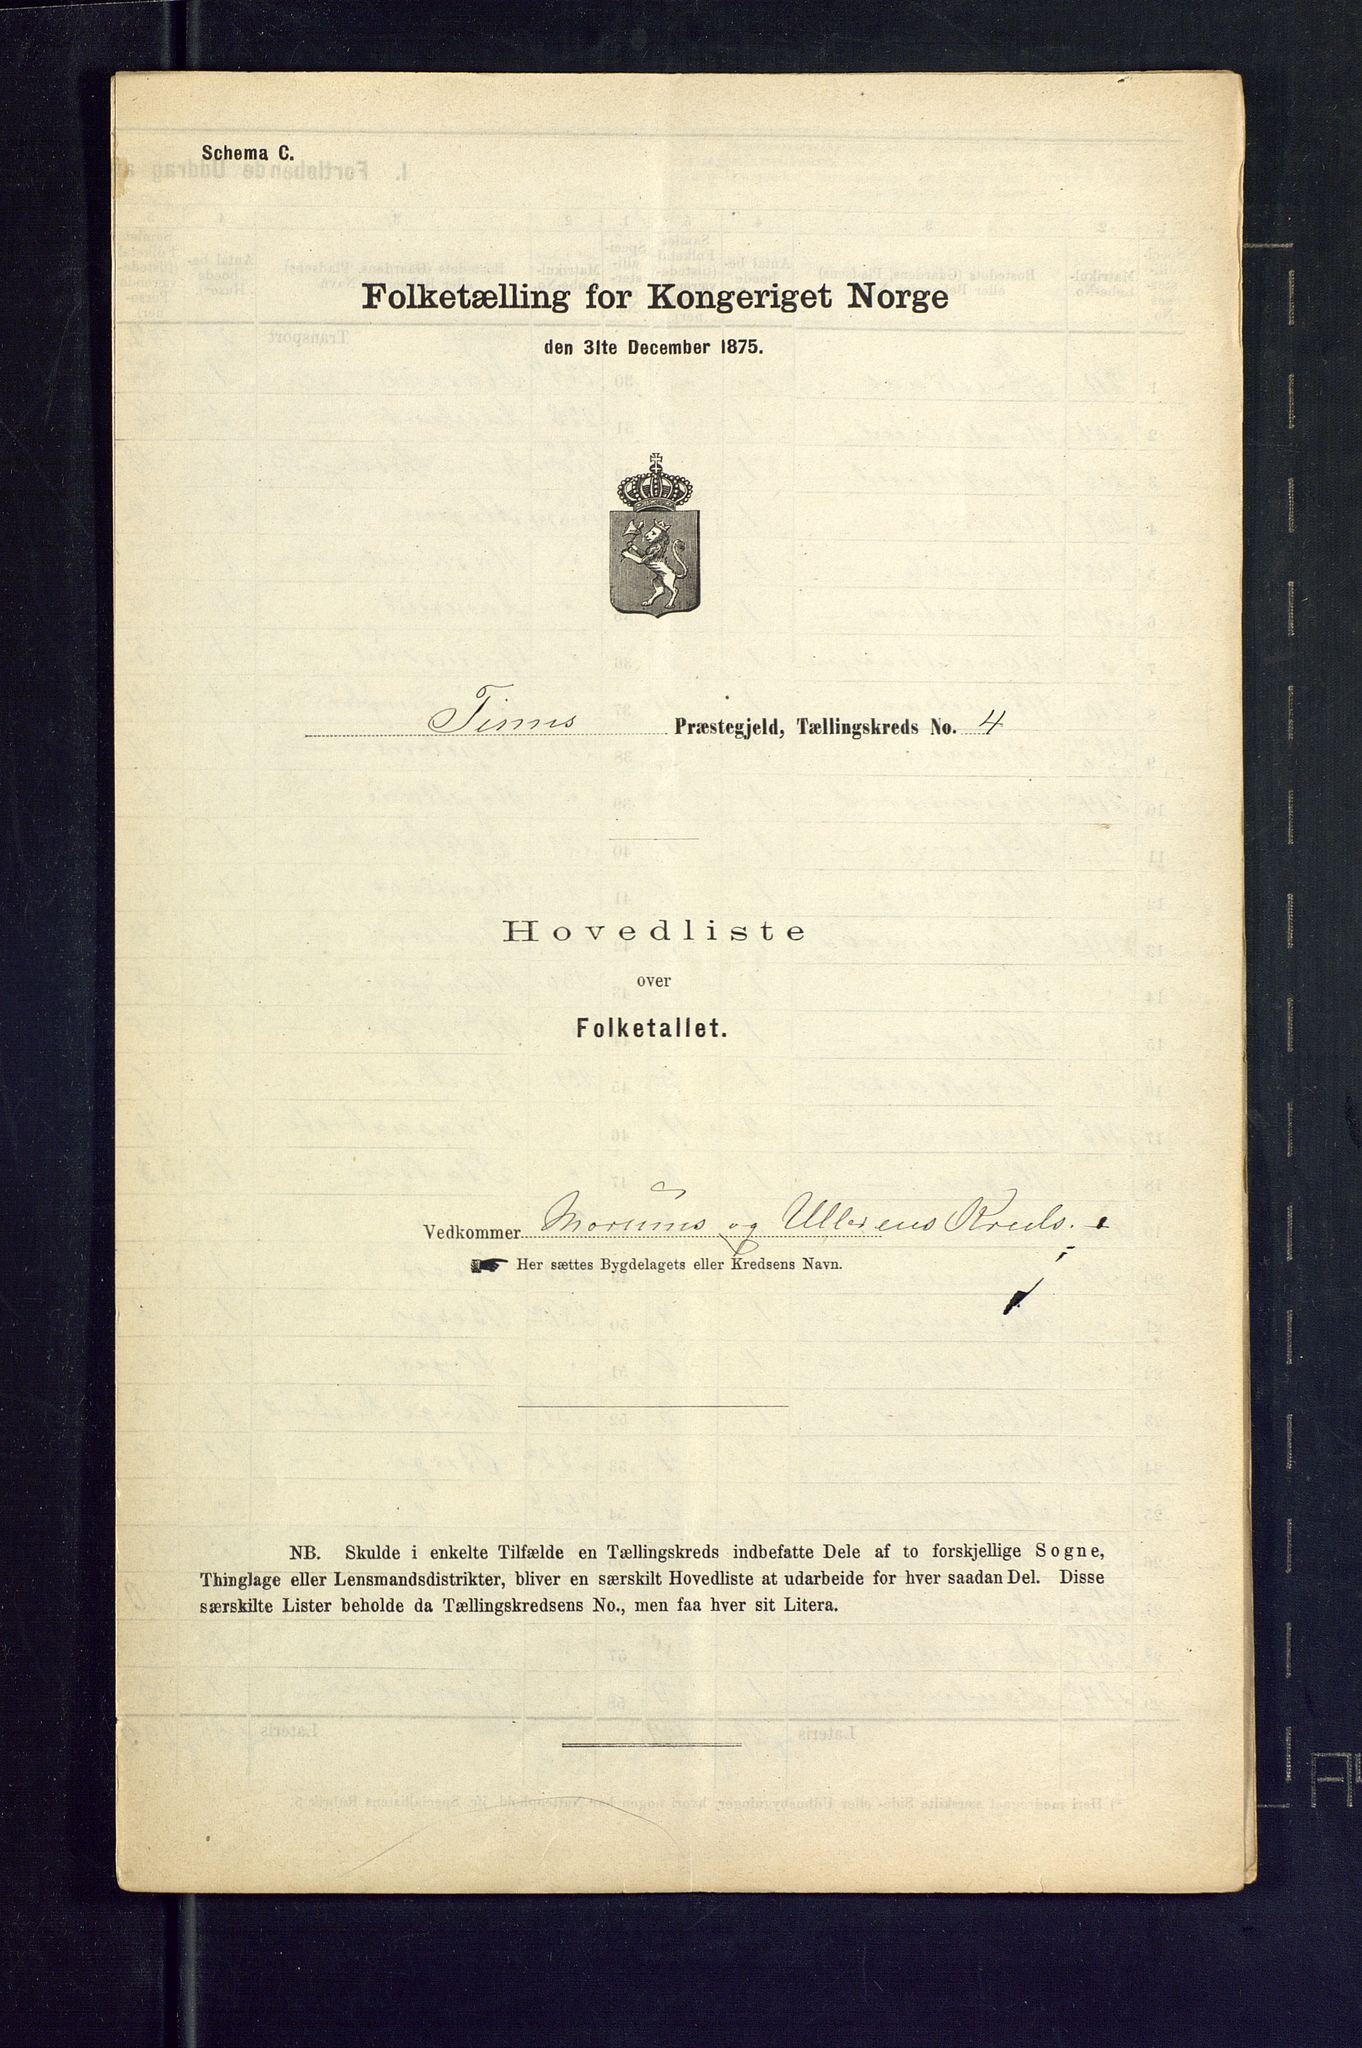 Schema C.
Folketælling for Kongeriget Norge
den 31te December 1875.
Tinns Præstegjeld, Tællingskreds No. 4
Hovedliste
over
Folketallet.
Vedkommer og Kreds.
Her sættes Bygdelagets eller Kredsens Navn.
NB. Skulde i enkelte Tilfælde en Tællingskreds indbefatte Dele af to forskjellige Sogne,
Thinglage eller Lensmandsdistrikter, bliver en særskilt Hovedliste at udarbeide for hver saadan Del. Disse
særskilte Lister beholde da Tællingskredsens No., men faa hver sit Litera.